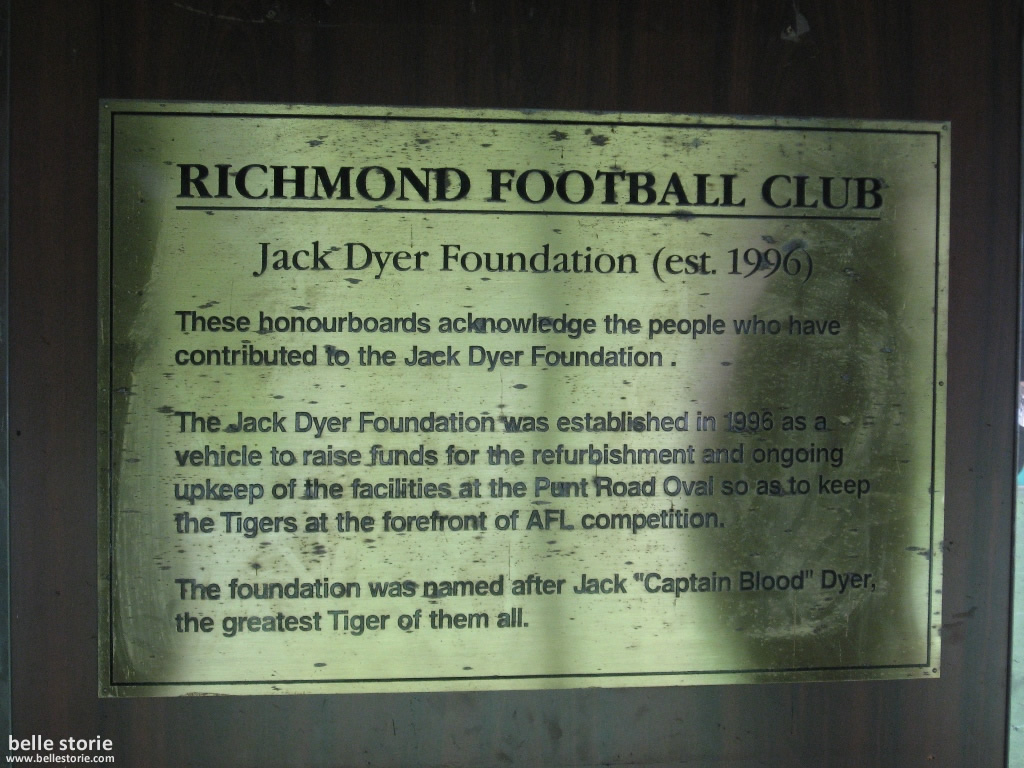 RICHMOND FOOTBALL CLUB
Jack Dyer Foundation (est. 1996)
These honourboards acknowledge the people who have
contributed to the Jack Dyer Foundation .
The Jack Dyer Foundation was established in 1996 as a
vehicle to raise funds for the refurbishment and ongoing
upkeep of the facilities at the Punt Road Oval so as to keep
the Tigers at the forefront of AFL competition.
The foundation was named after Jack "Captain Blood" Dyer,
the greatest Tiger of them all.
belle storie
www.bellestorie.com